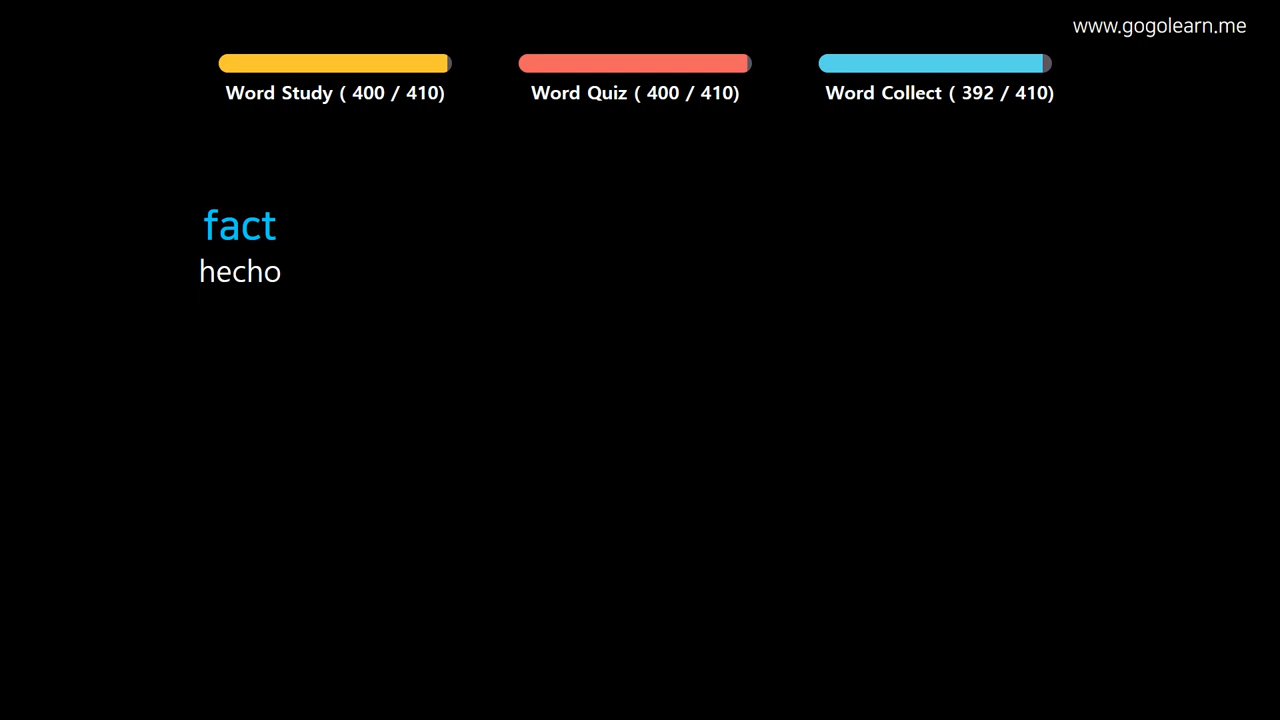 www.gogolearn.me
Word Study ( 400 / 410)
Word Quiz ( 400 / 410)
Word Collect ( 392 / 410)
fact
hecho